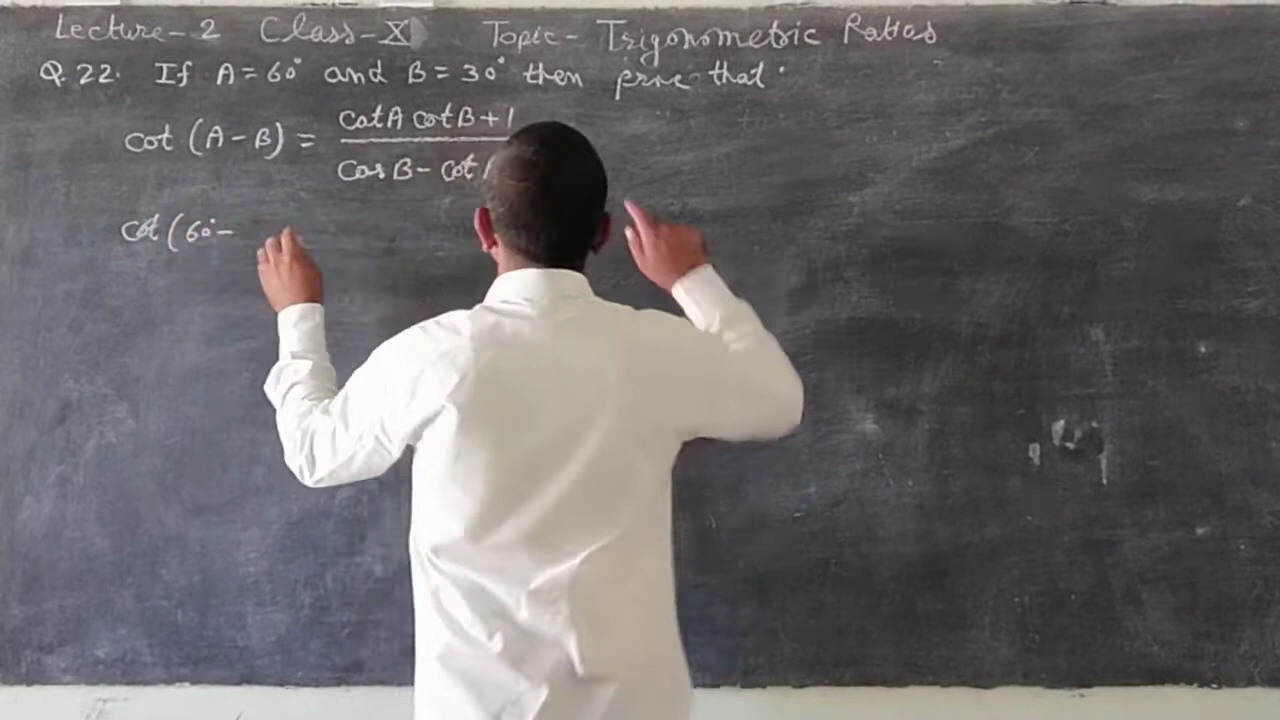 Lecture-2 Class-X Topic- Trigonometric Ratios
Q.22. If A=60° and B=30° then prove that
cot (A-B) = cotA cotB+1
cos B- cot
cot (60-